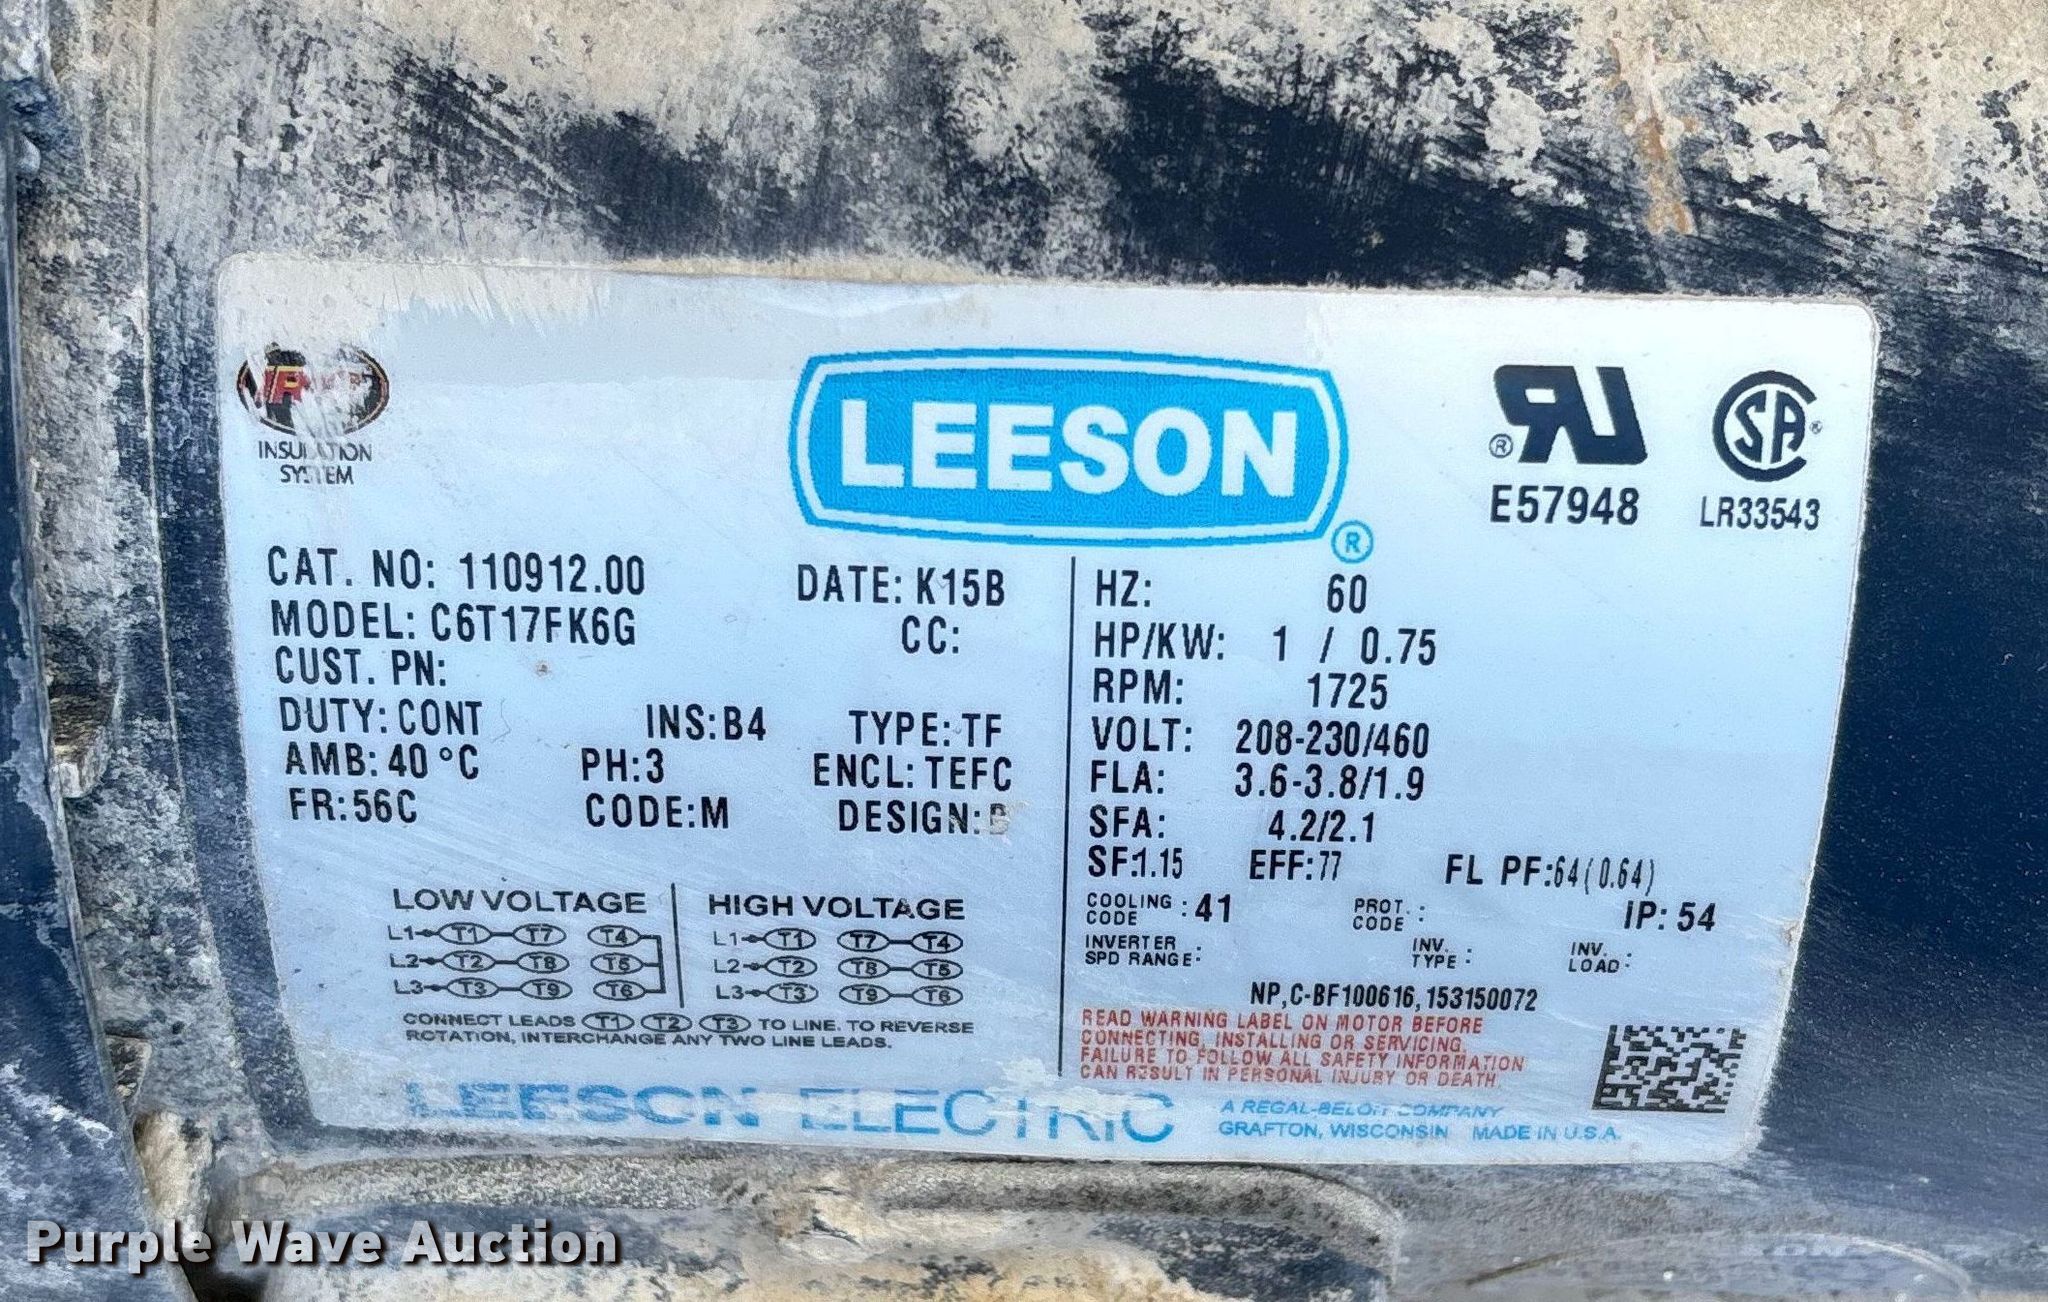 INSULATION
SYSTEM
LEESON
®
E57948
SA
LR33543
CAT. NO: 110912.00
DATE: K15B
MODEL: C6T17FK6G
CC:
CUST. PN:
DUTY: CONT INS: B4 TYPE: TF
AMB: 40 °C PH: 3 ENCL: TEFC
FR: 56C CODE: M DESIGN:
HZ: 60
HP/KW: 1 / 0.75
RPM: 1725
VOLT: 208-230/460
FLA: 3.6-3.8/1.9
SFA: 4.2/2.1
SF:1.15 EFF: 77 FL PF:64(0.64)
COOLING CODE : 41 PROT. CODE : IP: 54
INVERTER SPD RANGE : INV. TYPE : INV. LOAD :
NP,C-BF100616,153150072
LOW VOLTAGE
L1 T1 T7 T4
L2 T2 T8 T5
L3 T3 T9 T6
HIGH VOLTAGE
L1 T1 T7 T4
L2 T2 T8 T5
L3 T3 T9 T6
CONNECT LEADS T1 T2 T3 TO LINE. TO REVERSE
ROTATION, INTERCHANGE ANY TWO LINE LEADS.
READ WARNING LABEL ON MOTOR BEFORE
CONNECTING, INSTALLING OR SERVICING.
FAILURE TO FOLLOW ALL SAFETY INFORMATION
CAN RESULT IN PERSONAL INJURY OR DEATH.
LEESON ELECTRIC
A REGAL-BELOIT COMPANY
GRAFTON, WISCONSIN MADE IN U.S.A.
Purple Wave Auction